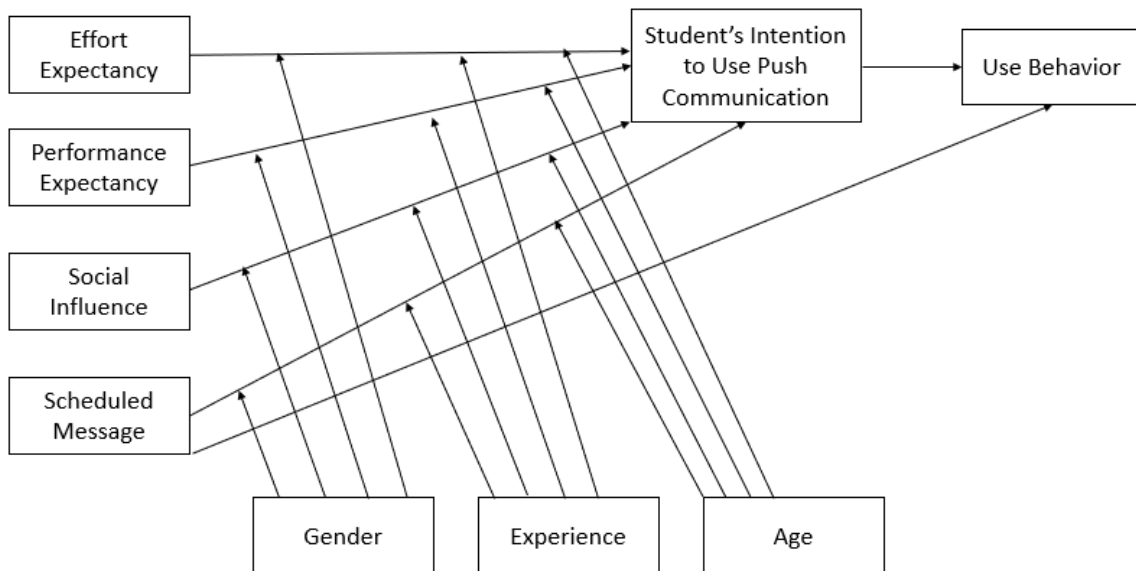 Effort
Expectancy
Student's Intention
to Use Push
Communication
Use Behavior
Performance
Expectancy
Social
Influence
Scheduled
Message
Gender
Experience
Age